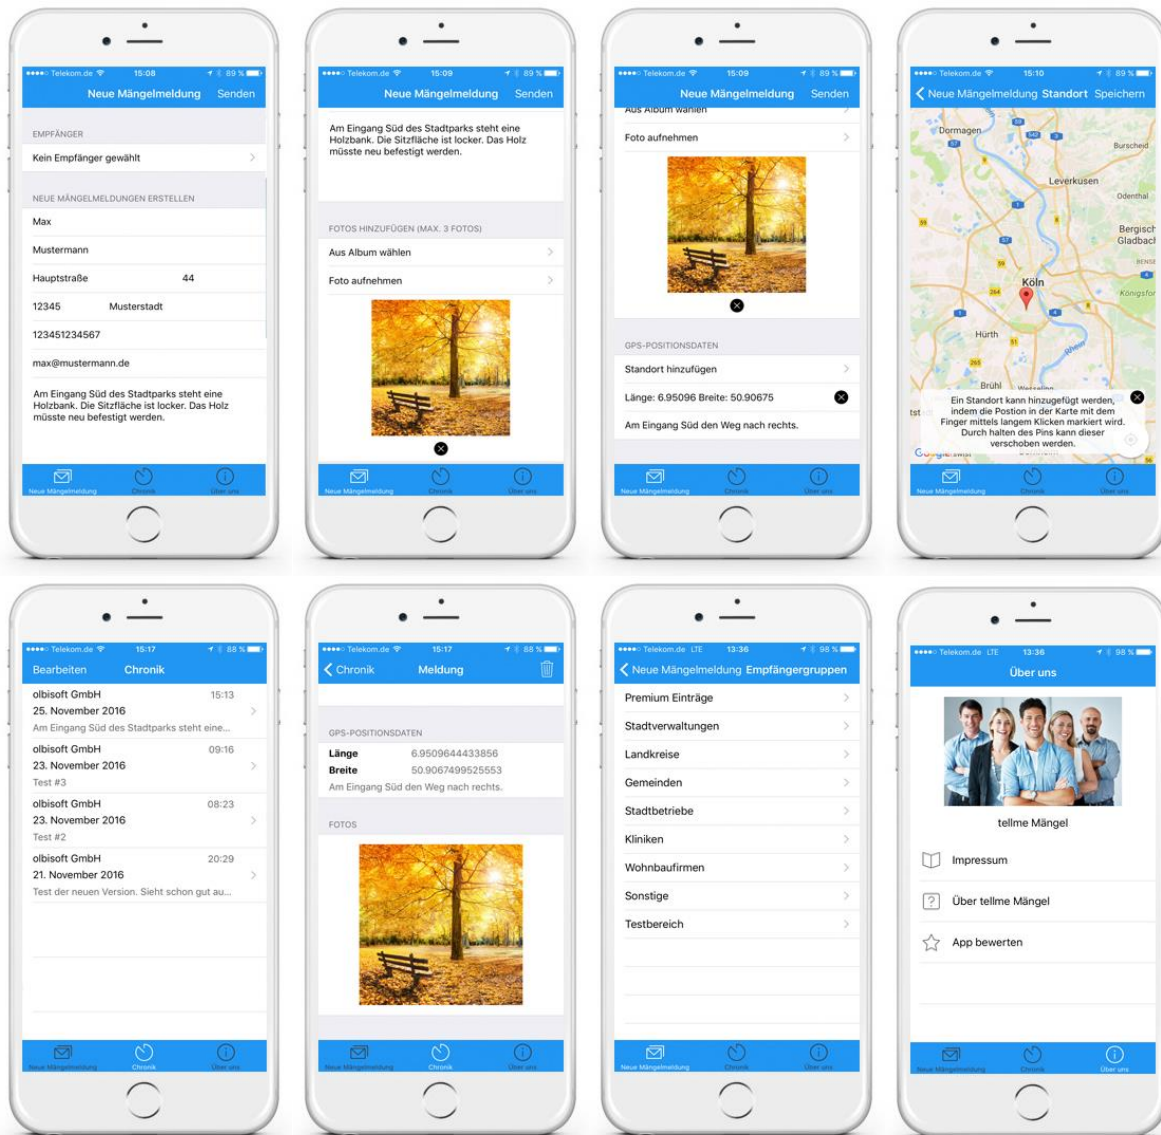 Telekom.de 15:08 89 %
Neue Mängelmeldung Senden
EMPFÄNGER
Kein Empfänger gewählt
NEUE MÄNGELMELDUNGEN ERSTELLEN
Max
Mustermann
Hauptstraße 44
12345 Musterstadt
123451234567
max@mustermann.de
Am Eingang Süd des Stadtparks steht eine
Holzbank. Die Sitzfläche ist locker. Das Holz
müsste neu befestigt werden.
Neue Mängelmeldung Chronik Über uns
Telekom.de 15:09 89 %
Neue Mängelmeldung Senden
Am Eingang Süd des Stadtparks steht eine
Holzbank. Die Sitzfläche ist locker. Das Holz
müsste neu befestigt werden.
FOTOS HINZUFÜGEN (MAX. 3 FOTOS)
Aus Album wählen
Foto aufnehmen
Neue Mängelmeldung Chronik Über uns
Telekom.de 15:09 89 %
Neue Mängelmeldung Senden
Aus Album wählen
Foto aufnehmen
GPS-POSITIONSDATEN
Standort hinzufügen
Länge: 6.95096 Breite: 50.90675
Am Eingang Süd den Weg nach rechts.
Neue Mängelmeldung Chronik Über uns
Telekom.de 15:10 89 %
Neue Mängelmeldung Standort Speichern
Dormagen
59
57
542
3
Burscheid
Leverkusen
Odenthal
1
Bergisch
Gladbach
Köln
264
4
Königsfor
Hürth
51
265
Rhein
Brühl Wesseling
Ein Standort kann hinzugefügt werden,
indem die Postion in der Karte mit dem
Finger mittels langem Klicken markiert wird.
Durch halten des Pins kann dieser
verschoben werden.
Neue Mängelmeldung Chronik Über uns
Telekom.de 15:17 88 %
Bearbeiten Chronik
olbisoft GmbH 15:13
25. November 2016
Am Eingang Süd des Stadtparks steht eine...
olbisoft GmbH 09:16
23. November 2016
Test #3
olbisoft GmbH 08:23
23. November 2016
Test #2
olbisoft GmbH 20:29
21. November 2016
Test der neuen Version. Sieht schon gut au...
Neue Mängelmeldung Chronik Über uns
Telekom.de 15:17 88 %
Chronik Meldung
GPS-POSITIONSDATEN
Länge 6.9509644433856
Breite 50.9067499525553
Am Eingang Süd den Weg nach rechts.
FOTOS
Neue Mängelmeldung Chronik Über uns
Telekom.de LTE 13:36 98 %
Neue Mängelmeldung Empfängergruppen
Premium Einträge
Stadtverwaltungen
Landkreise
Gemeinden
Stadtbetriebe
Kliniken
Wohnbaufirmen
Sonstige
Testbereich
Neue Mängelmeldung Chronik Über uns
Telekom.de LTE 13:36 98 %
Über uns
tellme Mängel
Impressum
Über tellme Mängel
App bewerten
Neue Mängelmeldung Chronik Über uns